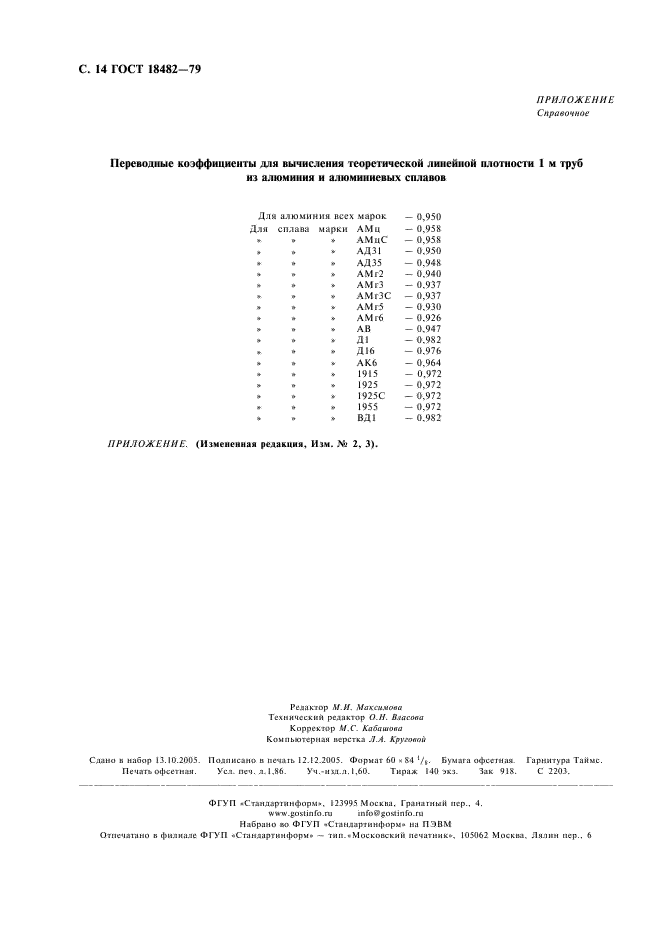 С. 14 ГОСТ 18482—79
ПРИЛОЖЕНИЕ
Справочное
Переводные коэффициенты для вычисления теоретической линейной плотности 1 м труб
из алюминия и алюминиевых сплавов
Для алюминия всех марок — 0,950
Для сплава марки АМц — 0,958
» » » АМцС — 0,958
» » » АД31 — 0,950
» » » АД35 — 0,948
» » » АМг2 — 0,940
» » » АМг3 — 0,937
» » » АМг3С — 0,937
» » » АМг5 — 0,930
» » » АМг6 — 0,926
» » » АВ — 0,947
» » » Д1 — 0,982
» » » Д16 — 0,976
» » » АК6 — 0,964
» » » 1915 — 0,972
» » » 1925 — 0,972
» » » 1925С — 0,972
» » » 1955 — 0,972
» » » ВД1 — 0,982
ПРИЛОЖЕНИЕ. (Измененная редакция, Изм. № 2, 3).
Редактор М.И. Максимова
Технический редактор О.Н. Власова
Корректор М.С. Кабашова
Компьютерная верстка Л.А. Круговой
Сдано в набор 13.10.2005. Подписано в печать 12.12.2005. Формат 60×84 1/8. Бумага офсетная. Гарнитура Таймс.
Печать офсетная. Усл. печ. л.1,86. Уч.-изд.л.1,60. Тираж 140 экз. Зак 918. С 2203.
ФГУП «Стандартинформ», 123995 Москва, Гранатный пер., 4.
www.gostinfo.ru info@gostinfo.ru
Набрано во ФГУП «Стандартинформ» на ПЭВМ
Отпечатано в филиале ФГУП «Стандартинформ» — тип.«Московский печатник», 105062 Москва, Лялин пер., 6